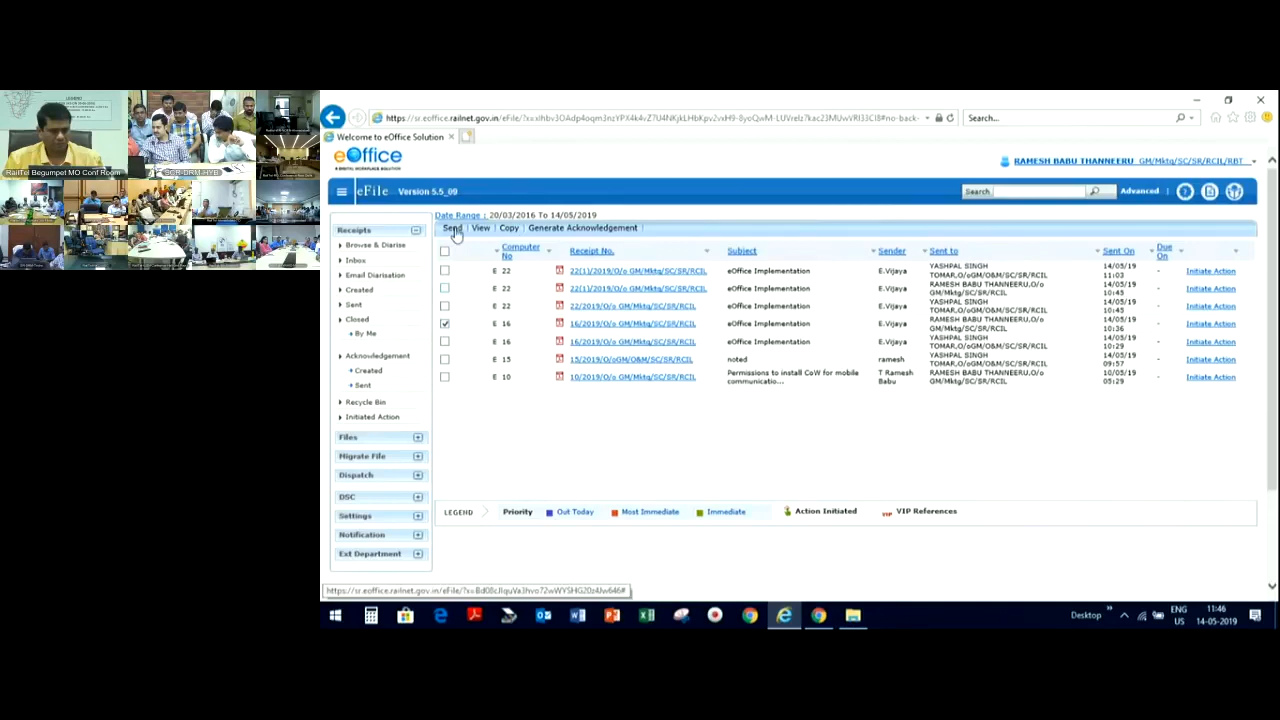 RailTel Begumpet MO Conf Room
SCR-DRM-HYB
Search...
Welcome to eOffice Solution
eOffice
A DIGITAL WORKPLACE SOLUTION
RAMESH BABU THANNEERU GM/Mktg/SC/SR/RCIL/RBT
eFile Version 5.5_09
Search
Advanced
Date Range : 20/03/2016 To 14/05/2019
Send View Copy Generate Acknowledgement
Receipts
Browse & Diarise
Inbox
Email Diarisation
Created
Sent
Closed
By Me
Acknowledgement
Created
Sent
Recycle Bin
Initiated Action
Files
Migrate File
Dispatch
DSC
Settings
Notification
Ext Department
Computer No Receipt No. Subject Sender Sent to Sent On Due On
E 22 22(1)/2019/O/o GM/Mktg/SC/SR/RCIL eOffice Implementation E.Vijaya YASHPAL SINGH TOMAR,O/oGM/O&M/SC/SR/RCIL 14/05/19 11:03 - Initiate Action
E 22 22(1)/2019/O/o GM/Mktg/SC/SR/RCIL eOffice Implementation E.Vijaya RAMESH BABU THANNEERU,O/o GM/Mktg/SC/SR/RCIL 14/05/19 10:45 - Initiate Action
E 22 22/2019/O/o GM/Mktg/SC/SR/RCIL eOffice Implementation E.Vijaya YASHPAL SINGH TOMAR,O/oGM/O&M/SC/SR/RCIL 14/05/19 10:45 - Initiate Action
E 16 16/2019/O/o GM/Mktg/SC/SR/RCIL eOffice Implementation E.Vijaya RAMESH BABU THANNEERU,O/o GM/Mktg/SC/SR/RCIL 14/05/19 10:36 - Initiate Action
E 16 16/2019/O/o GM/Mktg/SC/SR/RCIL eOffice Implementation E.Vijaya YASHPAL SINGH TOMAR,O/oGM/O&M/SC/SR/RCIL 14/05/19 10:29 - Initiate Action
E 15 15/2019/O/oGM/O&M/SC/SR/RCIL noted ramesh YASHPAL SINGH TOMAR,O/oGM/O&M/SC/SR/RCIL 14/05/19 09:57 - Initiate Action
E 10 10/2019/O/o GM/Mktg/SC/SR/RCIL Permissions to install CoW for mobile communicatio... T Ramesh Babu RAMESH BABU THANNEERU,O/o GM/Mktg/SC/SR/RCIL 10/05/19 05:29 - Initiate Action
LEGEND Priority Out Today Most Immediate Immediate Action Initiated VIP VIP References
Desktop
ENG
US
11:46
14-05-2019